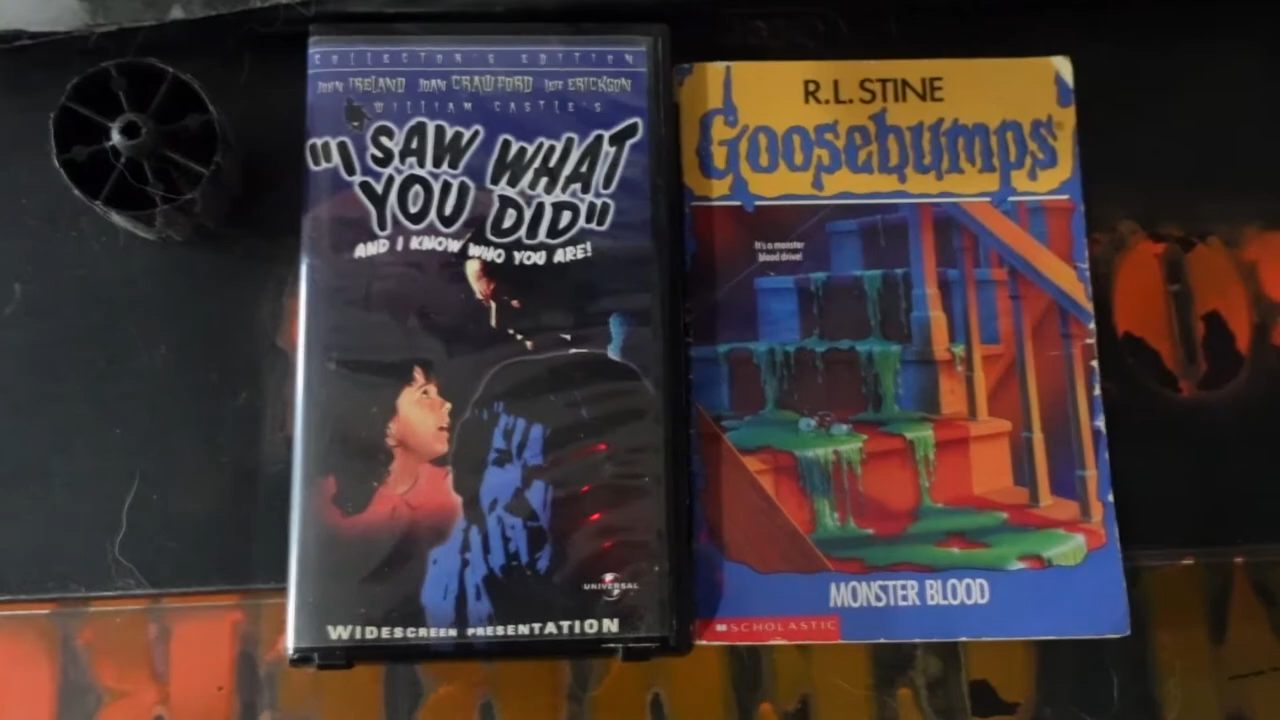 COLLECTOR'S EDITION
JOHN IRELAND JOAN CRAWFORD LEIF ERICKSON
WILLIAM CASTLE'S
"I SAW WHAT
YOU DID"
AND I KNOW WHO YOU ARE!
UNIVERSAL
WIDESCREEN PRESENTATION
R.L. STINE
Goosebumps®
It's a monster
blood drive!
MONSTER BLOOD
SCHOLASTIC